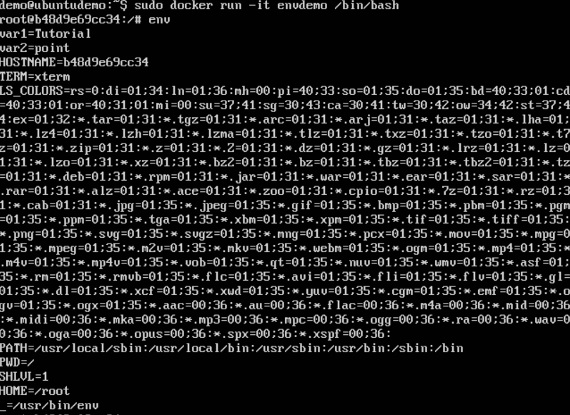 demo@ubuntudemo:~$ sudo docker run -it envdemo /bin/bash
root@b48d9e69cc34:/# env
var1=Tutorial
var2=point
HOSTNAME=b48d9e69cc34
TERM=xterm
LS_COLORS=rs=0:di=01;34:ln=01;36:mh=00:pi=40;33:so=01;35:do=01;35:bd=40;33;01:cd
=40;33;01:or=40;31;01:mi=00:su=37;41:sg=30;43:ca=30;41:tw=30;42:ow=34;42:st=37;4
4:ex=01;32:*.tar=01;31:*.tgz=01;31:*.arc=01;31:*.arj=01;31:*.taz=01;31:*.lha=01;
31:*.lz4=01;31:*.lzh=01;31:*.lzma=01;31:*.tlz=01;31:*.txz=01;31:*.tzo=01;31:*.t7
z=01;31:*.zip=01;31:*.z=01;31:*.Z=01;31:*.dz=01;31:*.gz=01;31:*.lrz=01;31:*.lz=0
1;31:*.lzo=01;31:*.xz=01;31:*.bz2=01;31:*.bz=01;31:*.tbz=01;31:*.tbz2=01;31:*.tz
=01;31:*.deb=01;31:*.rpm=01;31:*.jar=01;31:*.war=01;31:*.ear=01;31:*.sar=01;31:*
.rar=01;31:*.alz=01;31:*.ace=01;31:*.zoo=01;31:*.cpio=01;31:*.7z=01;31:*.rz=01;3
1:*.cab=01;31:*.jpg=01;35:*.jpeg=01;35:*.gif=01;35:*.bmp=01;35:*.pbm=01;35:*.pgm
=01;35:*.ppm=01;35:*.tga=01;35:*.xbm=01;35:*.xpm=01;35:*.tif=01;35:*.tiff=01;35:
*.png=01;35:*.svg=01;35:*.svgz=01;35:*.mng=01;35:*.pcx=01;35:*.mov=01;35:*.mpg=0
1;35:*.mpeg=01;35:*.m2v=01;35:*.mkv=01;35:*.webm=01;35:*.ogm=01;35:*.mp4=01;35:*
.m4v=01;35:*.mp4v=01;35:*.vob=01;35:*.qt=01;35:*.nuv=01;35:*.wmv=01;35:*.asf=01;
35:*.rm=01;35:*.rmvb=01;35:*.flc=01;35:*.avi=01;35:*.fli=01;35:*.flv=01;35:*.gl=
01;35:*.dl=01;35:*.xcf=01;35:*.xwd=01;35:*.yuv=01;35:*.cgm=01;35:*.emf=01;35:*.o
gv=01;35:*.ogx=01;35:*.aac=00;36:*.au=00;36:*.flac=00;36:*.m4a=00;36:*.mid=00;36
:*.midi=00;36:*.mka=00;36:*.mp3=00;36:*.mpc=00;36:*.ogg=00;36:*.ra=00;36:*.wav=0
0;36:*.oga=00;36:*.opus=00;36:*.spx=00;36:*.xspf=00;36:
PATH=/usr/local/sbin:/usr/local/bin:/usr/sbin:/usr/bin:/sbin:/bin
PWD=/
SHLVL=1
HOME=/root
_=/usr/bin/env